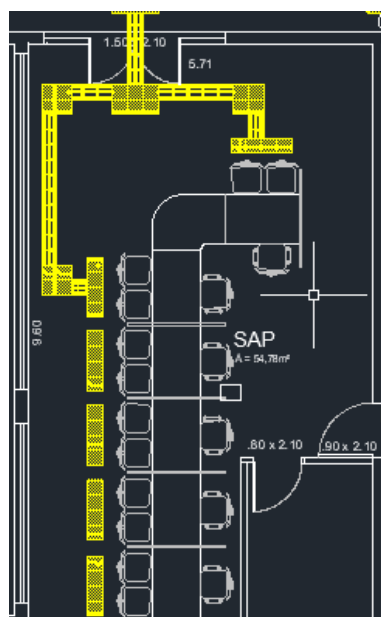 1.50 x 2.10
5.71
9.60
SAP
A = 54,78m²
.80 x 2.10
.90 x 2.10